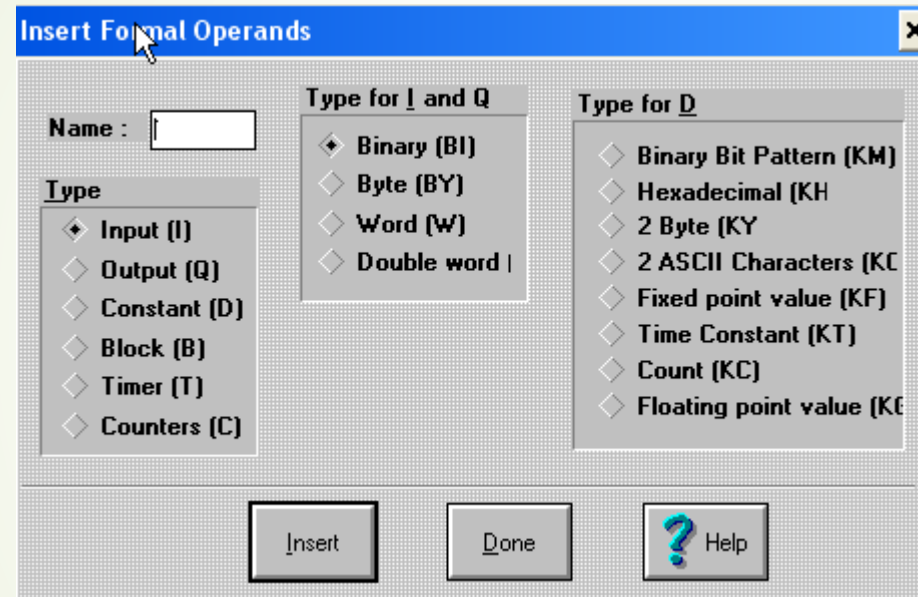 Insert Formal Operands
Name :
Type
Input (I)
Output (Q)
Constant (D)
Block (B)
Timer (T)
Counters (C)
Type for I and Q
Binary (BI)
Byte (BY)
Word (W)
Double word (
Type for D
Binary Bit Pattern (KM)
Hexadecimal (KH
2 Byte (KY
2 ASCII Characters (KC
Fixed point value (KF)
Time Constant (KT)
Count (KC)
Floating point value (KG
Insert
Done
? Help